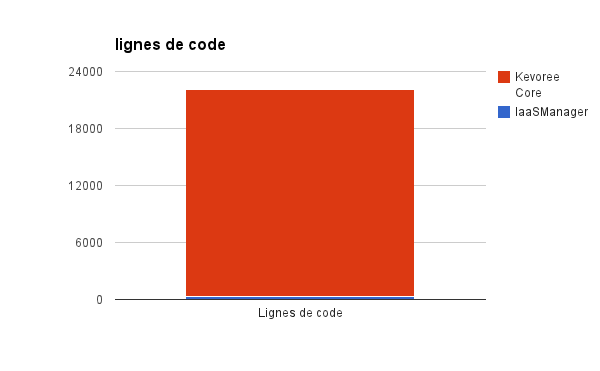 lignes de code
24000
18000
12000
6000
0
Lignes de code
Kevoree
Core
IaaSManager